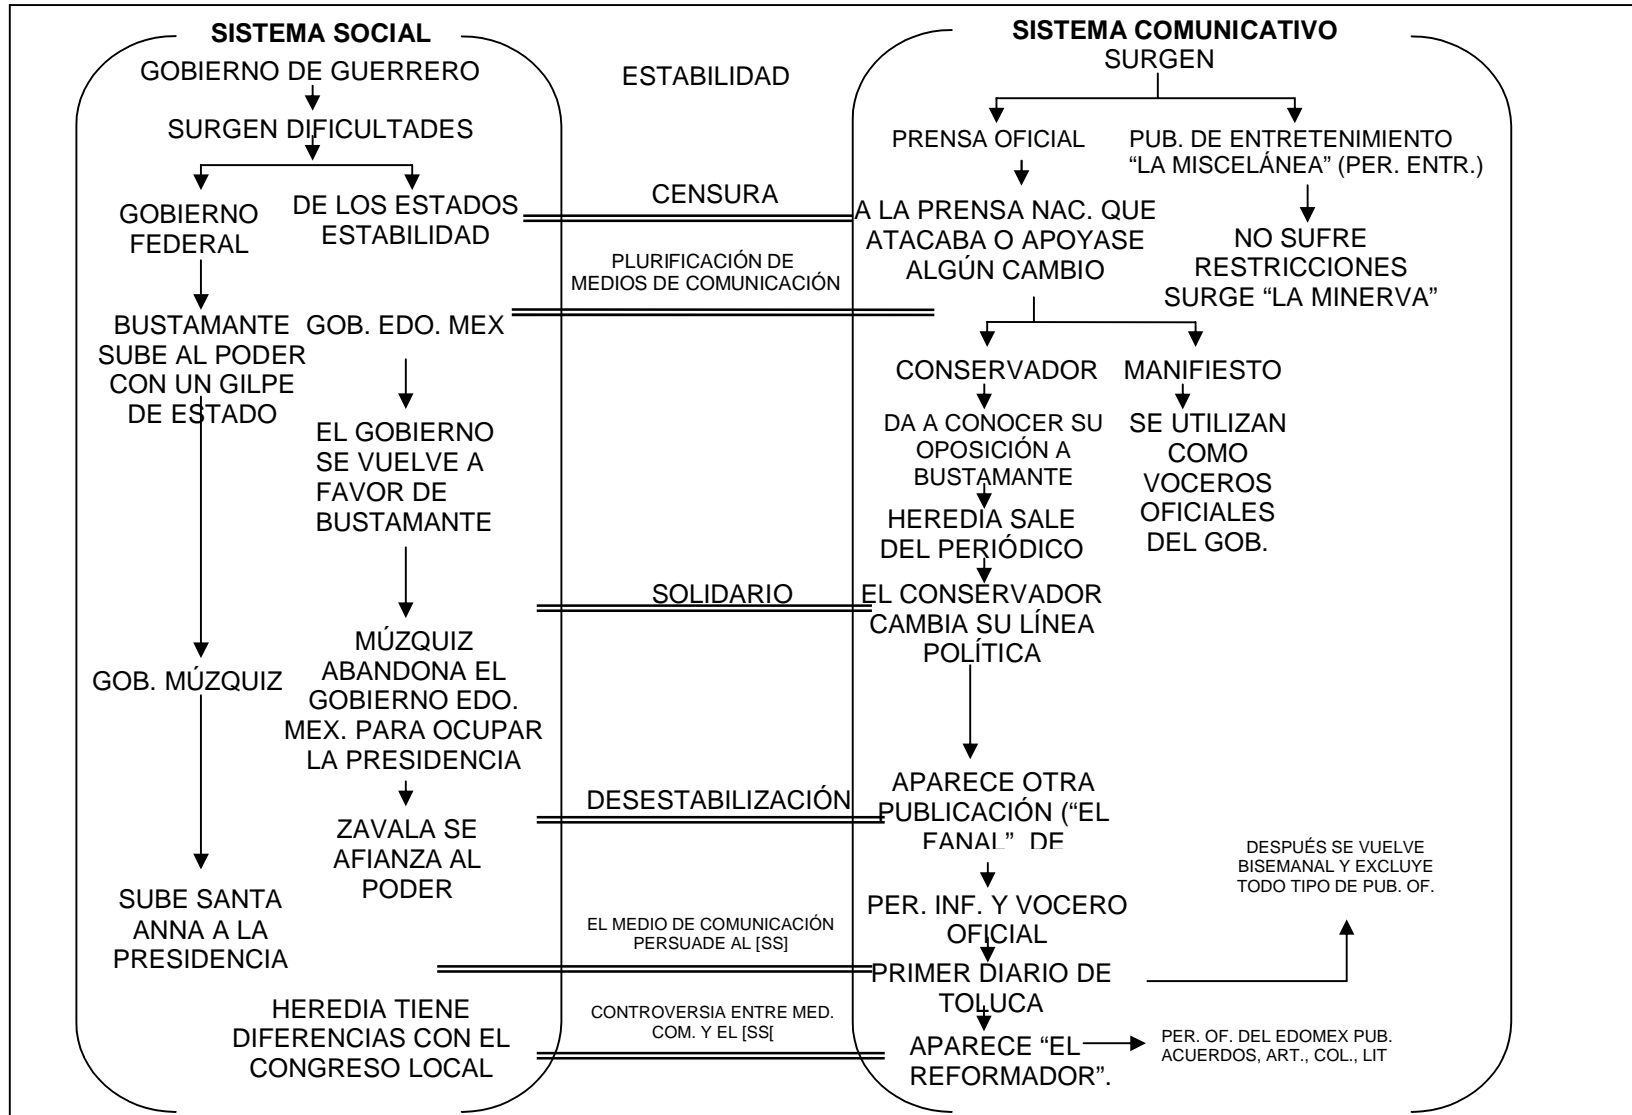 SISTEMA SOCIAL
GOBIERNO DE GUERRERO
SURGEN DIFICULTADES
GOBIERNO
FEDERAL
DE LOS ESTADOS
ESTABILIDAD
BUSTAMANTE
SUBE AL PODER
CON UN GILPE
DE ESTADO
GOB. EDO. MEX
EL GOBIERNO
SE VUELVE A
FAVOR DE
BUSTAMANTE
GOB. MÚZQUIZ
MÚZQUIZ
ABANDONA EL
GOBIERNO EDO.
MEX. PARA OCUPAR
LA PRESIDENCIA
ZAVALA SE
AFIANZA AL
PODER
SUBE SANTA
ANNA A LA
PRESIDENCIA
HEREDIA TIENE
DIFERENCIAS CON EL
CONGRESO LOCAL
ESTABILIDAD
CENSURA
PLURIFICACIÓN DE
MEDIOS DE COMUNICACIÓN
SOLIDARIO
DESESTABILIZACIÓN
EL MEDIO DE COMUNICACIÓN
PERSUADE AL [SS]
CONTROVERSIA ENTRE MED.
COM. Y EL [SS[
SISTEMA COMUNICATIVO
SURGEN
PRENSA OFICIAL
PUB. DE ENTRETENIMIENTO
“LA MISCELÁNEA” (PER. ENTR.)
A LA PRENSA NAC. QUE
ATACABA O APOYASE
ALGÚN CAMBIO
NO SUFRE
RESTRICCIONES
SURGE “LA MINERVA”
CONSERVADOR
MANIFIESTO
DA A CONOCER SU
OPOSICIÓN A
BUSTAMANTE
SE UTILIZAN
COMO
VOCEROS
OFICIALES
DEL GOB.
HEREDIA SALE
DEL PERIÓDICO
EL CONSERVADOR
CAMBIA SU LÍNEA
POLÍTICA
APARECE OTRA
PUBLICACIÓN (“EL
FANAL” DE
PER. INF. Y VOCERO
OFICIAL
PRIMER DIARIO DE
TOLUCA
DESPUÉS SE VUELVE
BISEMANAL Y EXCLUYE
TODO TIPO DE PUB. OF.
APARECE “EL
REFORMADOR”.
PER. OF. DEL EDOMEX PUB.
ACUERDOS, ART., COL., LIT